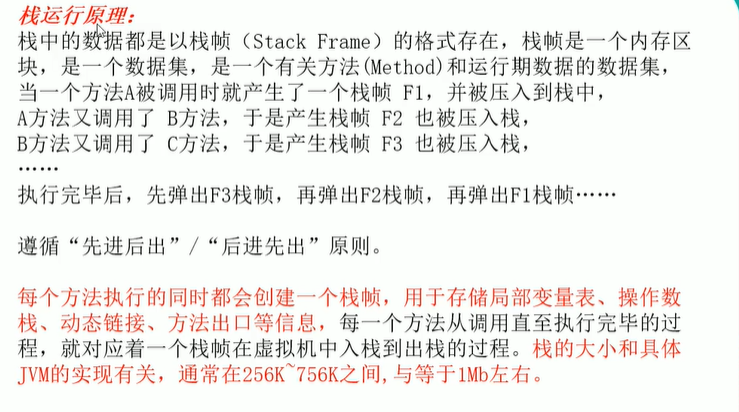 栈运行原理:
栈中的数据都是以栈帧（Stack Frame）的格式存在，栈帧是一个内存区
块，是一个数据集，是一个有关方法(Method)和运行期数据的数据集，
当一个方法A被调用时就产生了一个栈帧 F1，并被压入到栈中，
A方法又调用了 B方法，于是产生栈帧 F2 也被压入栈，
B方法又调用了 C方法，于是产生栈帧 F3 也被压入栈，
……
执行完毕后，先弹出F3栈帧，再弹出F2栈帧，再弹出F1栈帧……
遵循“先进后出”/“后进先出”原则。
每个方法执行的同时都会创建一个栈帧，用于存储局部变量表、操作数
栈、动态链接、方法出口等信息，每一个方法从调用直至执行完毕的过
程，就对应着一个栈帧在虚拟机中入栈到出栈的过程。栈的大小和具体
JVM的实现有关，通常在256K~756K之间,与等于1Mb左右。